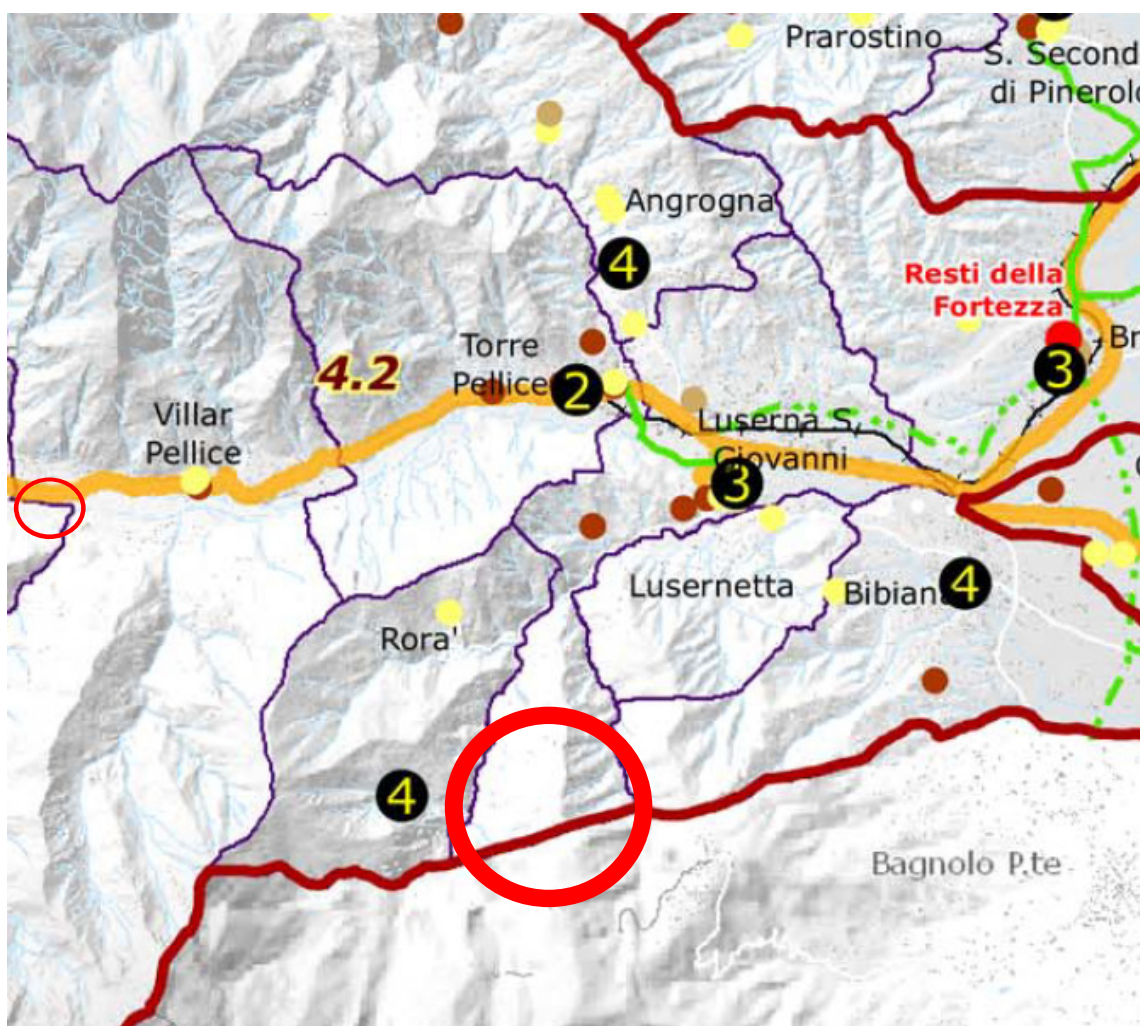 Prarostino
S. Second
di Pinerolo
Angrogna
4
Resti della
Fortezza
Torre
Pellice
2
4.2
3
Br
Villar
Pellice
Luserna S.
Giovanni
3
Lusernetta
Bibiana
4
Rora'
4
Bagnolo P.te